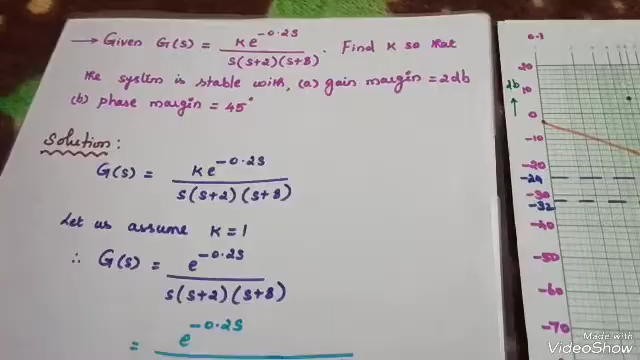 → Given G(s) = Ke^-0.2s / s(s+2)(s+8) . Find K so that
the system is stable with, (a) gain margin = 2db
(b) phase margin = 45°
Solution:
G(s) = Ke^-0.2s / s(s+2)(s+8)
Let us assume K=1
∴ G(s) = e^-0.2s / s(s+2)(s+8)
= e^-0.2s
0.1
20
db ↑
10
0
-10
-20
-24
-30
-32
-40
-50
-60
-70
Made with
VideoShow